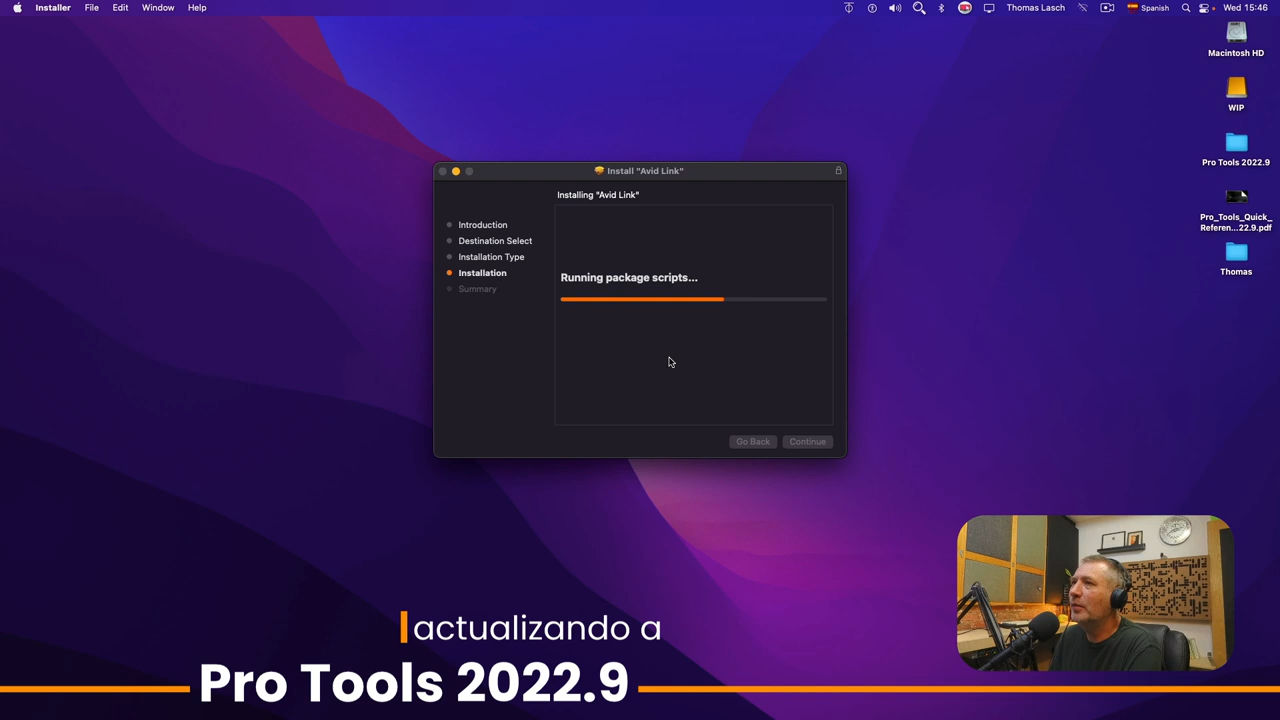 Installer File Edit Window Help Thomas Lasch Spanish Wed 15:46
Macintosh HD
WIP
Pro Tools 2022.9
Pro_Tools_Quick_
Referen...22.9.pdf
Thomas
Install "Avid Link"
Installing "Avid Link"
Introduction
Destination Select
Installation Type
Installation
Summary
Running package scripts...
Go Back Continue
actualizando a
Pro Tools 2022.9